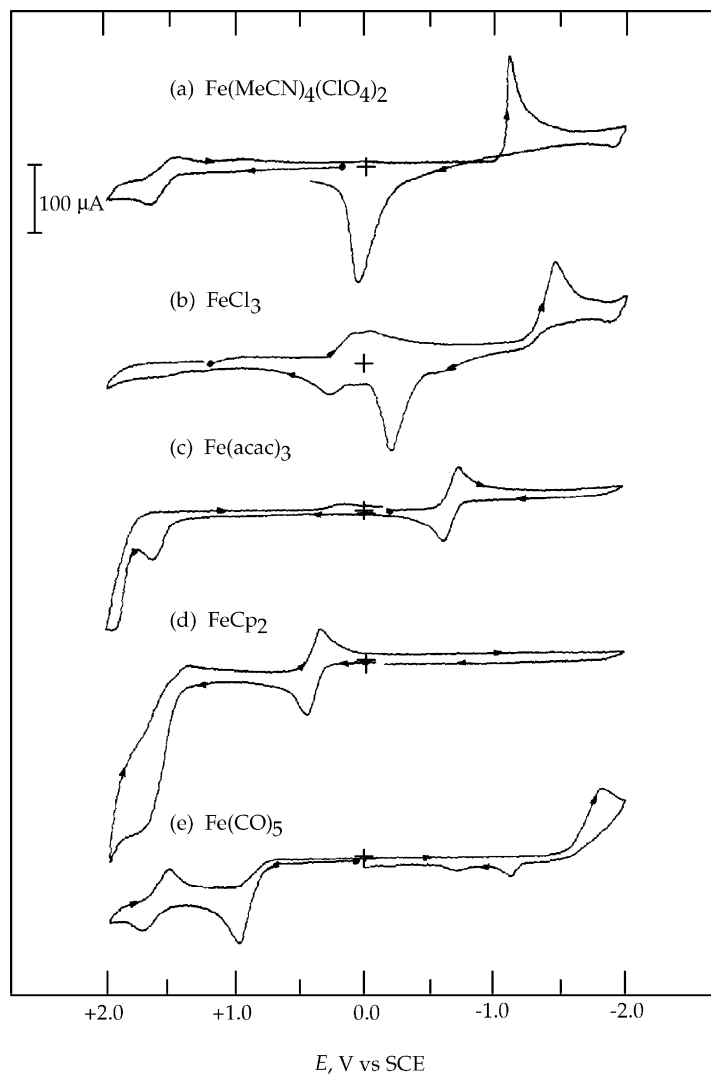 (a) Fe(MeCN)4(ClO4)2
100 μA
(b) FeCl3
(c) Fe(acac)3
(d) FeCp2
(e) Fe(CO)5
+2.0 +1.0 0.0 -1.0 -2.0
E, V vs SCE